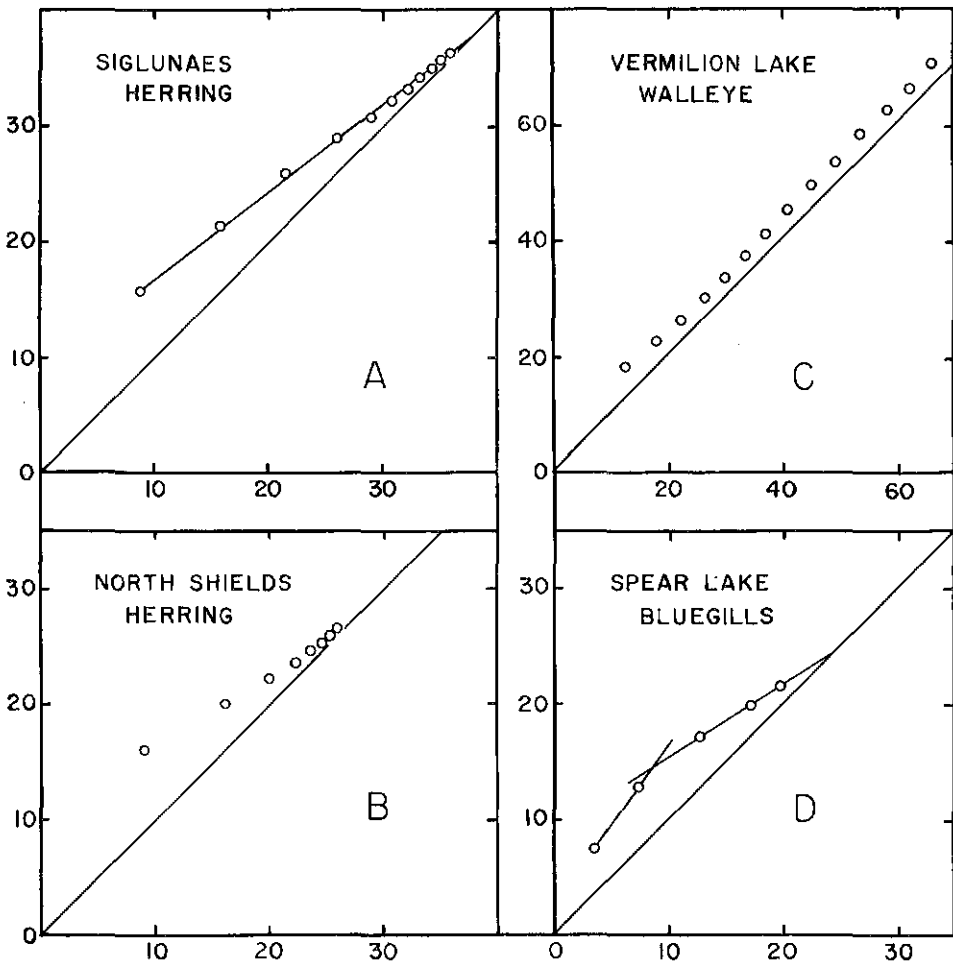 SIGLUNAES
HERRING
A
30
20
10
0
10 20 30
VERMILION LAKE
WALLEYE
C
60
40
20
0
20 40 60
NORTH SHIELDS
HERRING
B
30
20
10
0
10 20 30
SPEAR LAKE
BLUEGILLS
D
30
20
10
0
0 10 20 30